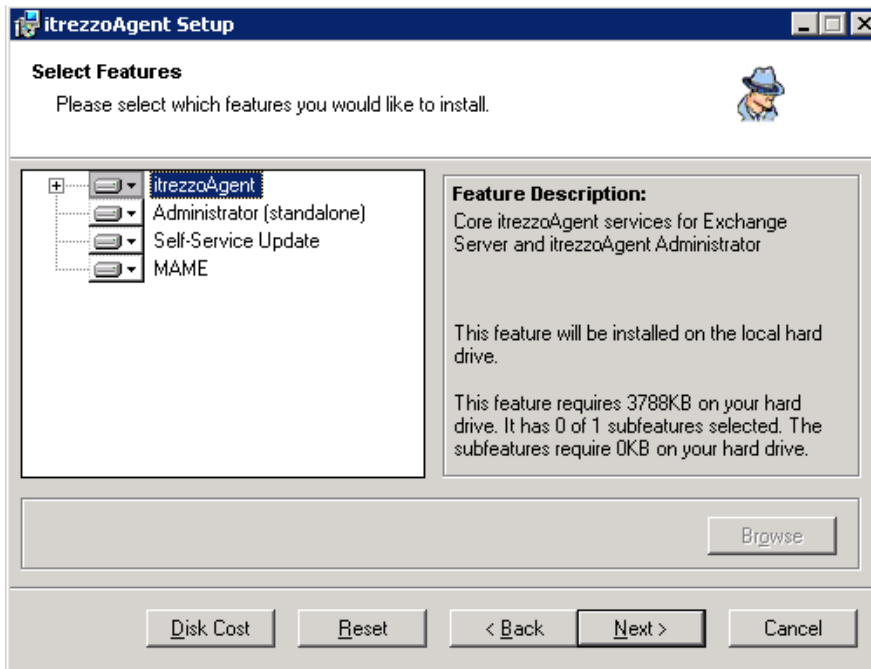 itrezzoAgent Setup
Select Features
Please select which features you would like to install.
itrezzoAgent
Administrator (standalone)
Self-Service Update
MAME
Feature Description:
Core itrezzoAgent services for Exchange
Server and itrezzoAgent Administrator
This feature will be installed on the local hard
drive.
This feature requires 3788KB on your hard
drive. It has 0 of 1 subfeatures selected. The
subfeatures require 0KB on your hard drive.
Browse
Disk Cost
Reset
< Back
Next >
Cancel